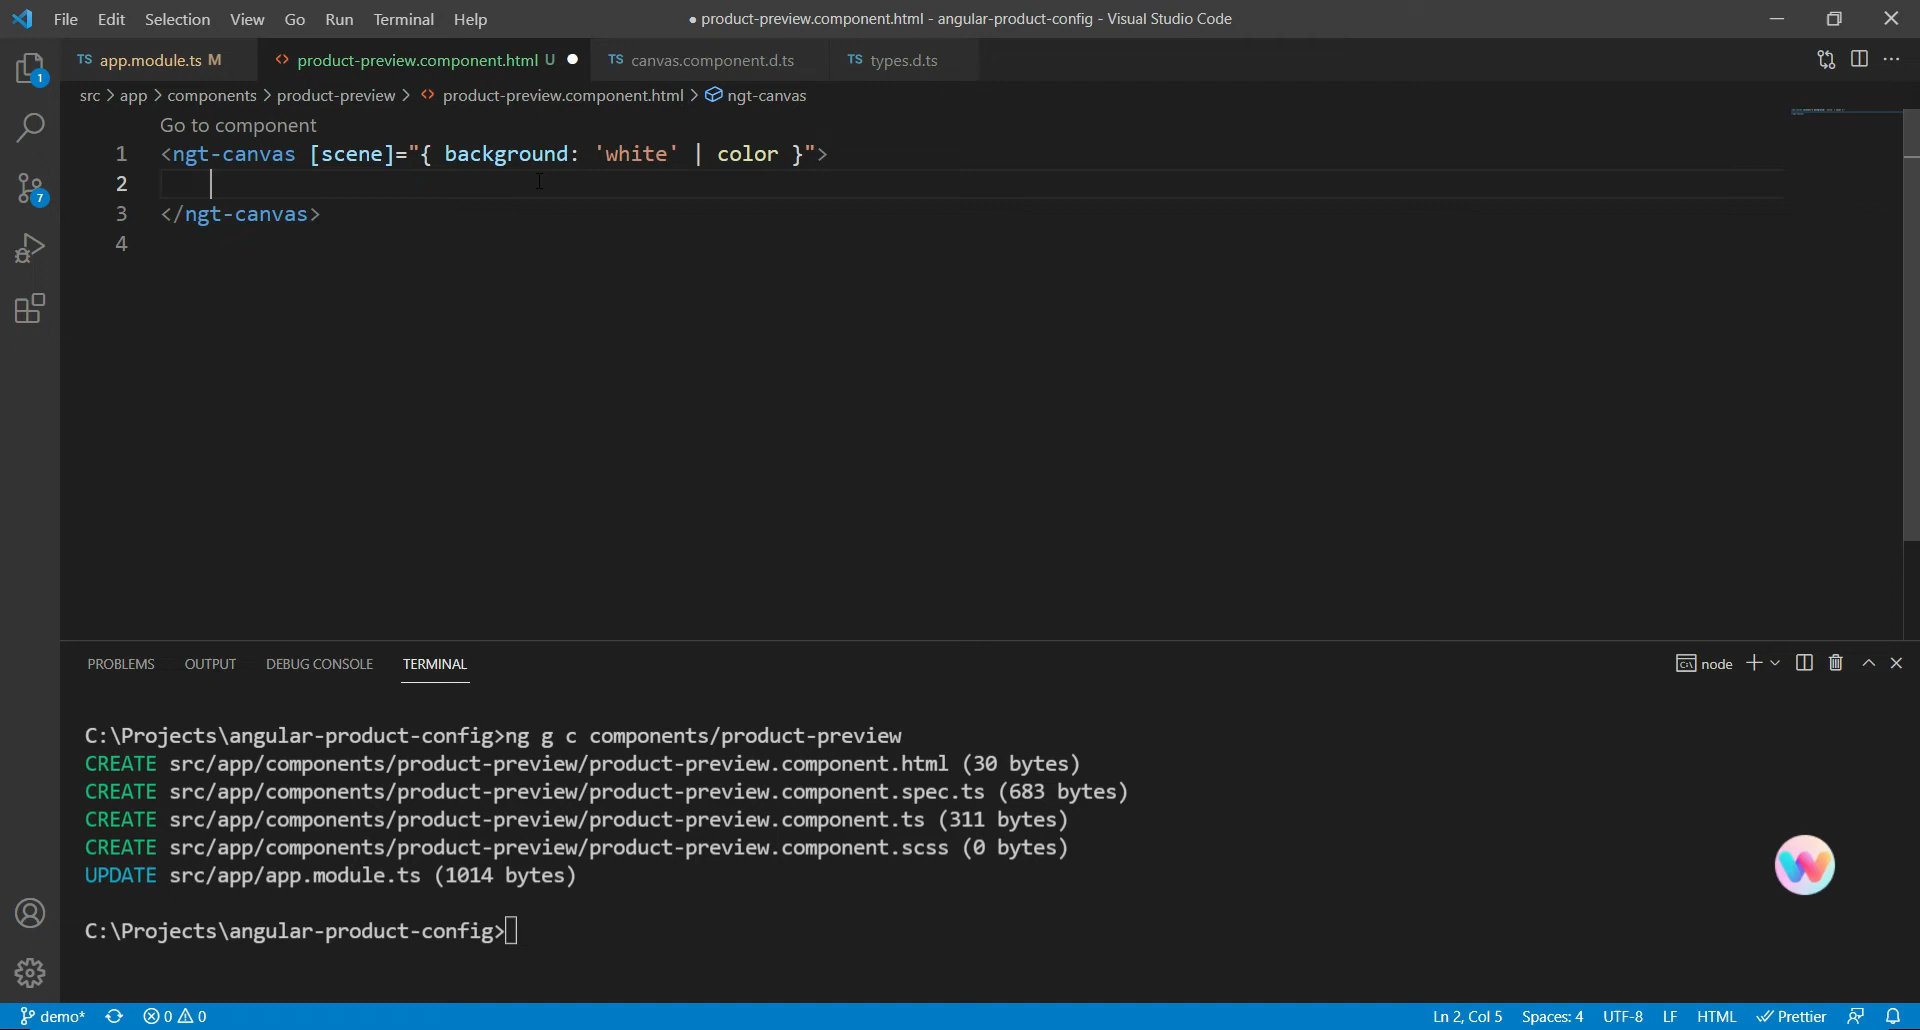 File Edit Selection View Go Run Terminal Help
● product-preview.component.html - angular-product-config - Visual Studio Code
TS app.module.ts M
<> product-preview.component.html U ●
TS canvas.component.d.ts
TS types.d.ts
src > app > components > product-preview > <> product-preview.component.html > ngt-canvas
Go to component
1 <ngt-canvas [scene]="{ background: 'white' | color }">
2
3 </ngt-canvas>
4
1
7
PROBLEMS OUTPUT DEBUG CONSOLE TERMINAL
node
C:\Projects\angular-product-config>ng g c components/product-preview
CREATE src/app/components/product-preview/product-preview.component.html (30 bytes)
CREATE src/app/components/product-preview/product-preview.component.spec.ts (683 bytes)
CREATE src/app/components/product-preview/product-preview.component.ts (311 bytes)
CREATE src/app/components/product-preview/product-preview.component.scss (0 bytes)
UPDATE src/app/app.module.ts (1014 bytes)
C:\Projects\angular-product-config>
W
demo* 0 0 Ln 2, Col 5 Spaces: 4 UTF-8 LF HTML Prettier